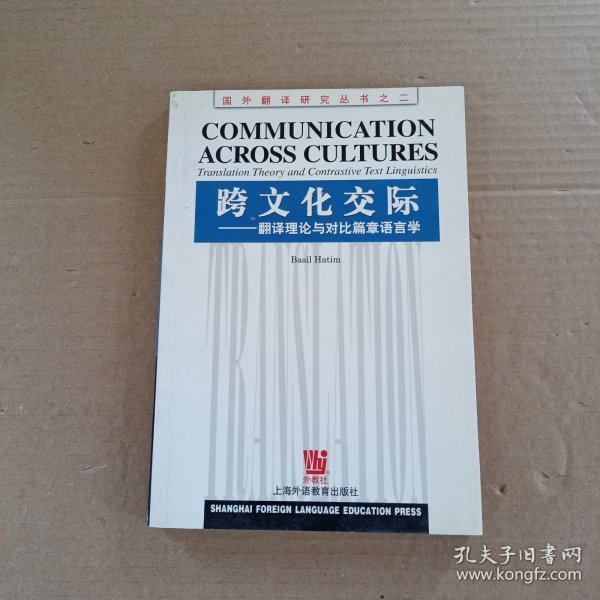 国外翻译研究丛书之二
COMMUNICATION
ACROSS CULTURES
Translation Theory and Contrastive Text Linguistics
跨文化交际
——翻译理论与对比篇章语言学
Basil Hatim
TRANSLATION
外教社
上海外语教育出版社
SHANGHAI FOREIGN LANGUAGE EDUCATION PRESS
孔夫子旧书网
www.kongfz.com